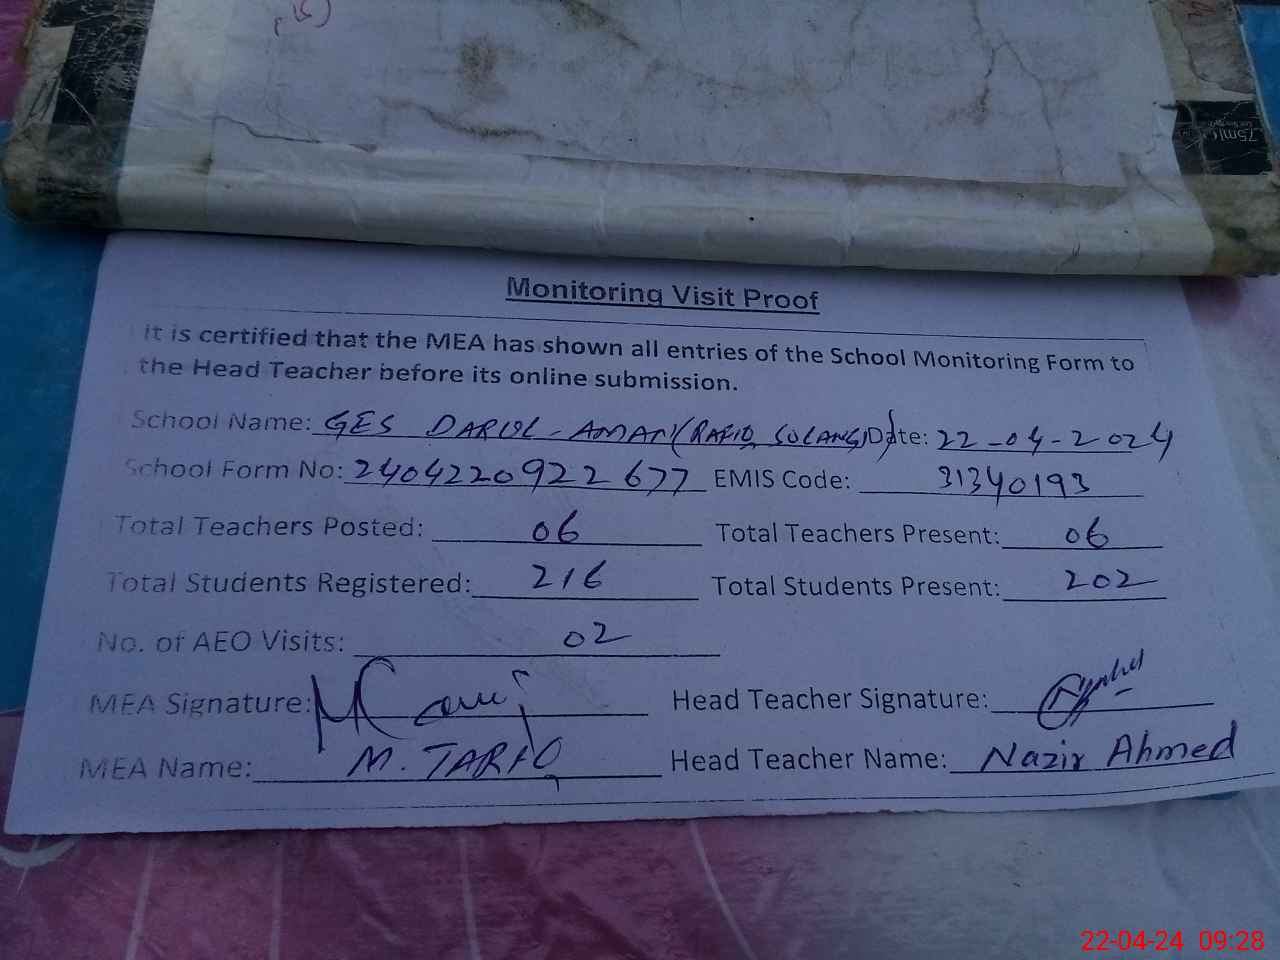 Monitoring Visit Proof
it is certified that the MEA has shown all entries of the School Monitoring Form to
the Head Teacher before its online submission.
School Name: GES DARUL-AMAN (RAFIQ SOLANGI) Date: 22-04-2024
School Form No: 2404220922677 EMIS Code: 31340193
Total Teachers Posted: 06 Total Teachers Present: 06
Total Students Registered: 216 Total Students Present: 202
No. of AEO Visits: 02
MEA Signature: Head Teacher Signature:
MEA Name: M. TARIQ Head Teacher Name: Nazir Ahmed
22-04-24 09:28